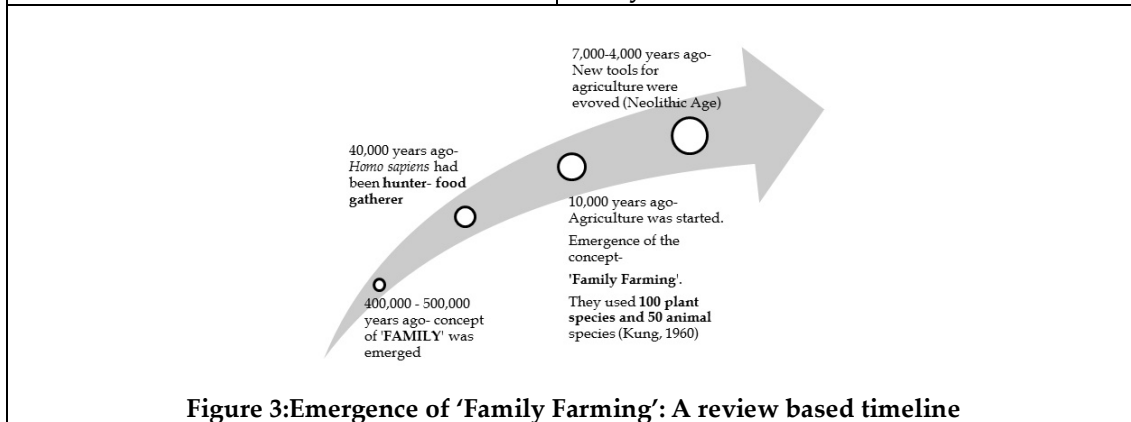 7,000-4,000 years ago-
New tools for
agriculture were
evoved (Neolithic Age)
40,000 years ago-
Homo sapiens had
been hunter- food
gatherer
10,000 years ago-
Agriculture was started.
Emergence of the
concept-
'Family Farming'.
They used 100 plant
species and 50 animal
species (Kung, 1960)
400,000 - 500,000
years ago- concept
of 'FAMILY' was
emerged
Figure 3:Emergence of ‘Family Farming’: A review based timeline